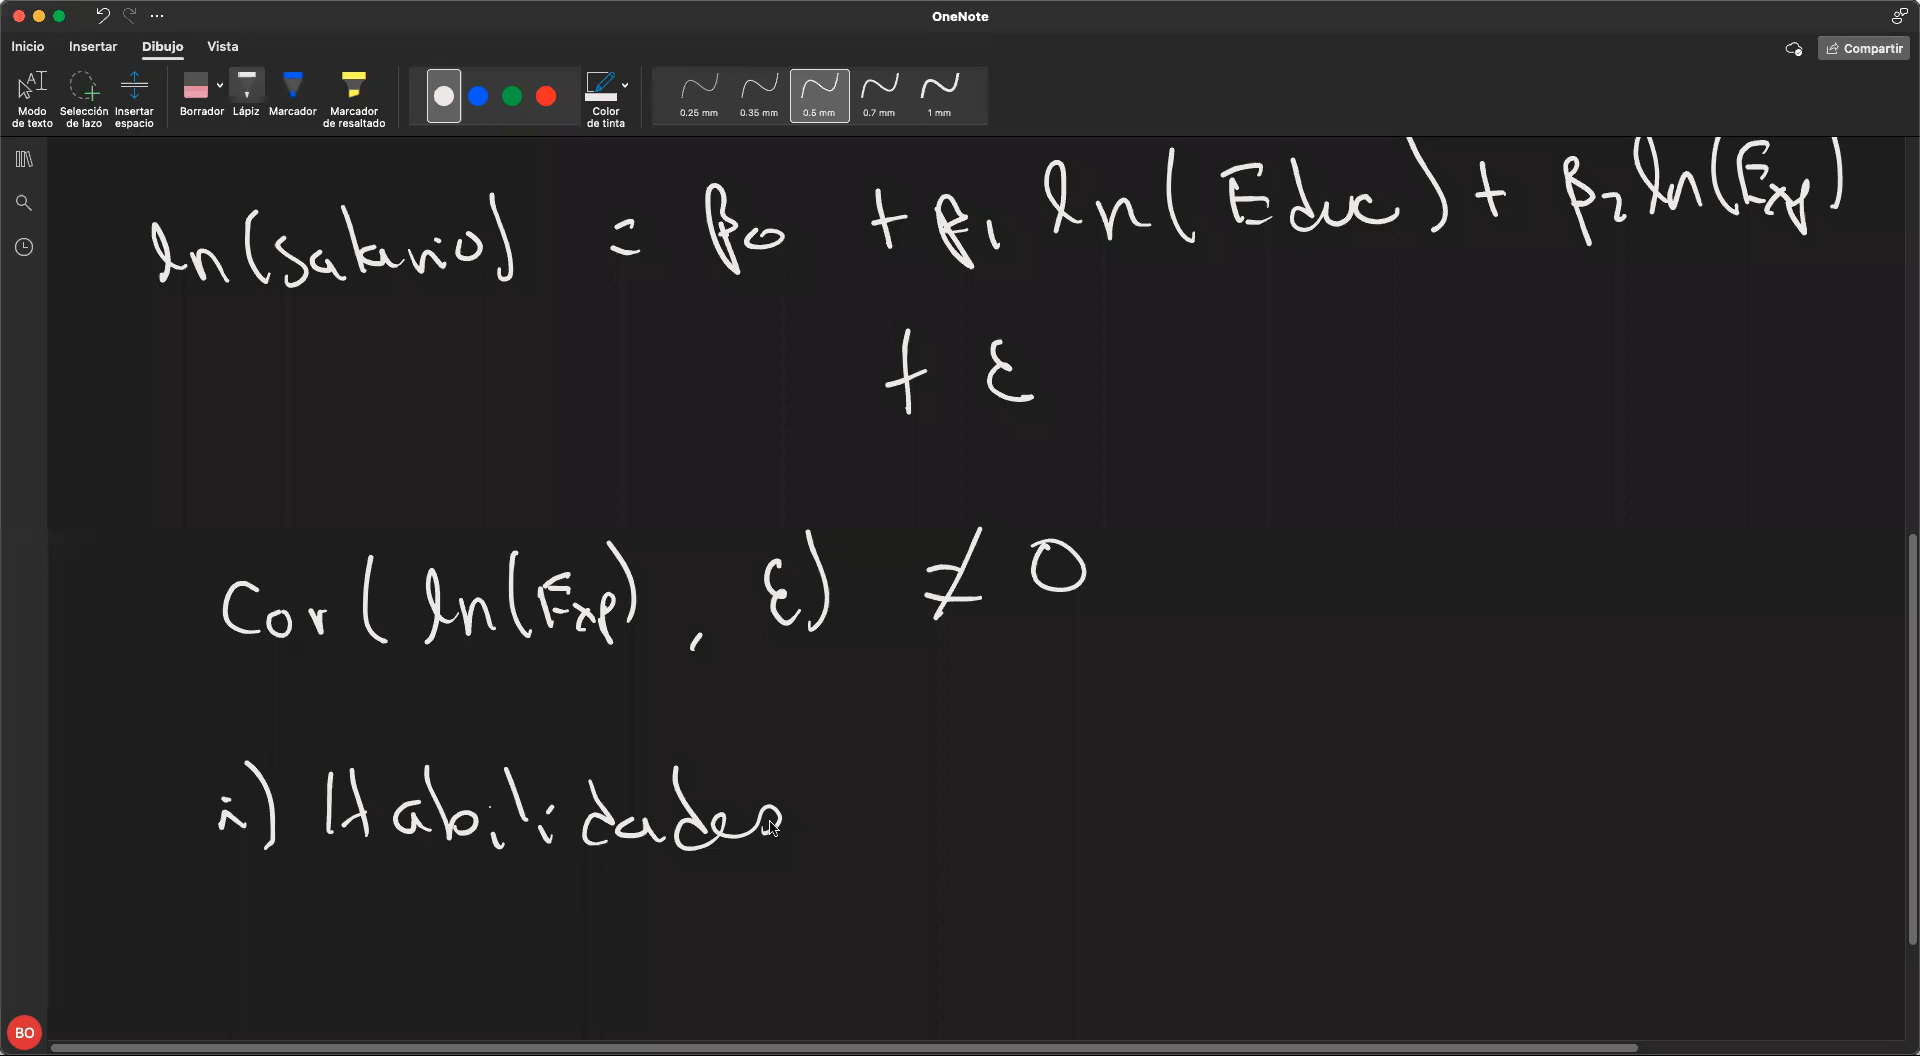 OneNote
Inicio Insertar Dibujo Vista
Compartir
Modo de texto
Selección de lazo
Insertar espacio
Borrador
Lápiz
Marcador
Marcador de resaltado
Color de tinta
0.25 mm
0.35 mm
0.5 mm
0.7 mm
1 mm
ln(Salario) = β0 + β1 ln(Educ) + β2 ln(Exp)
+ ε
Cor(ln(Exp), ε) ≠ 0
i) Habilidades
BO